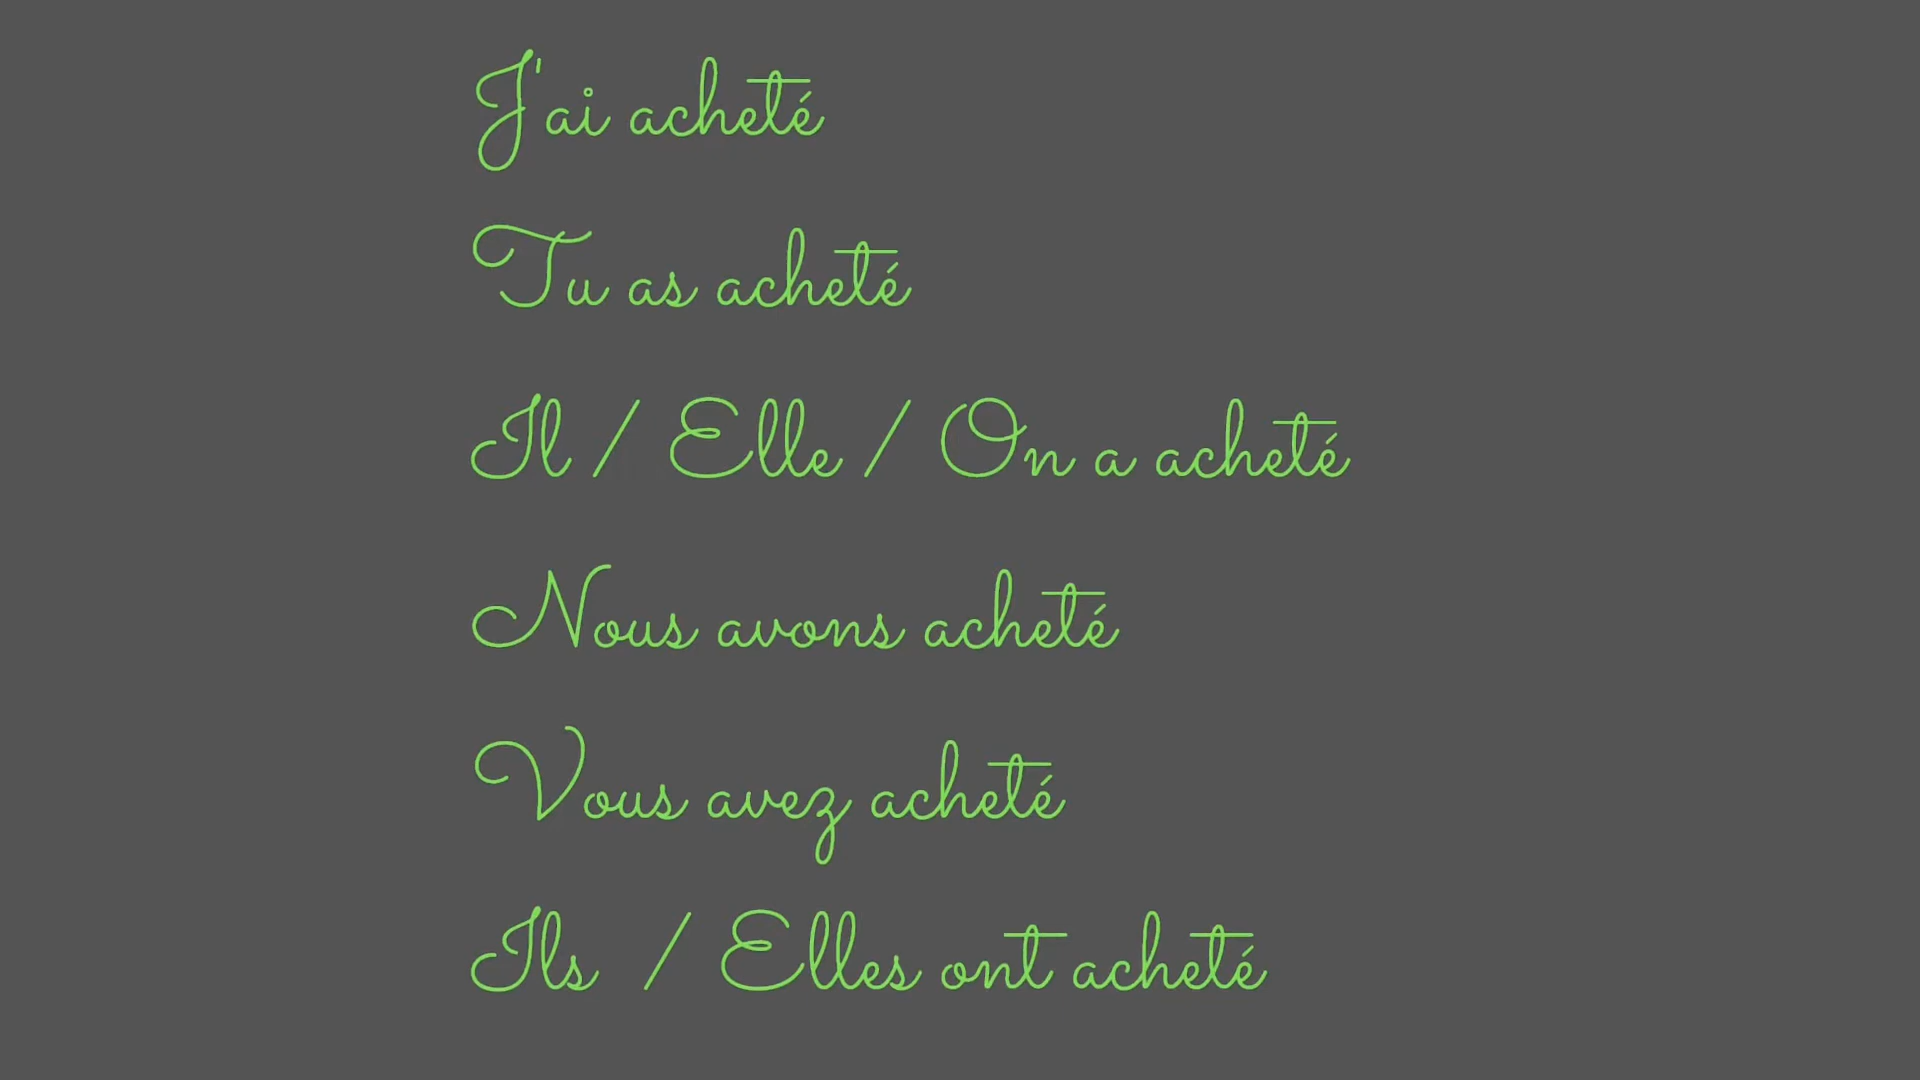 J'ai acheté
Tu as acheté
Il / Elle / On a acheté
Nous avons acheté
Vous avez acheté
Ils / Elles ont acheté